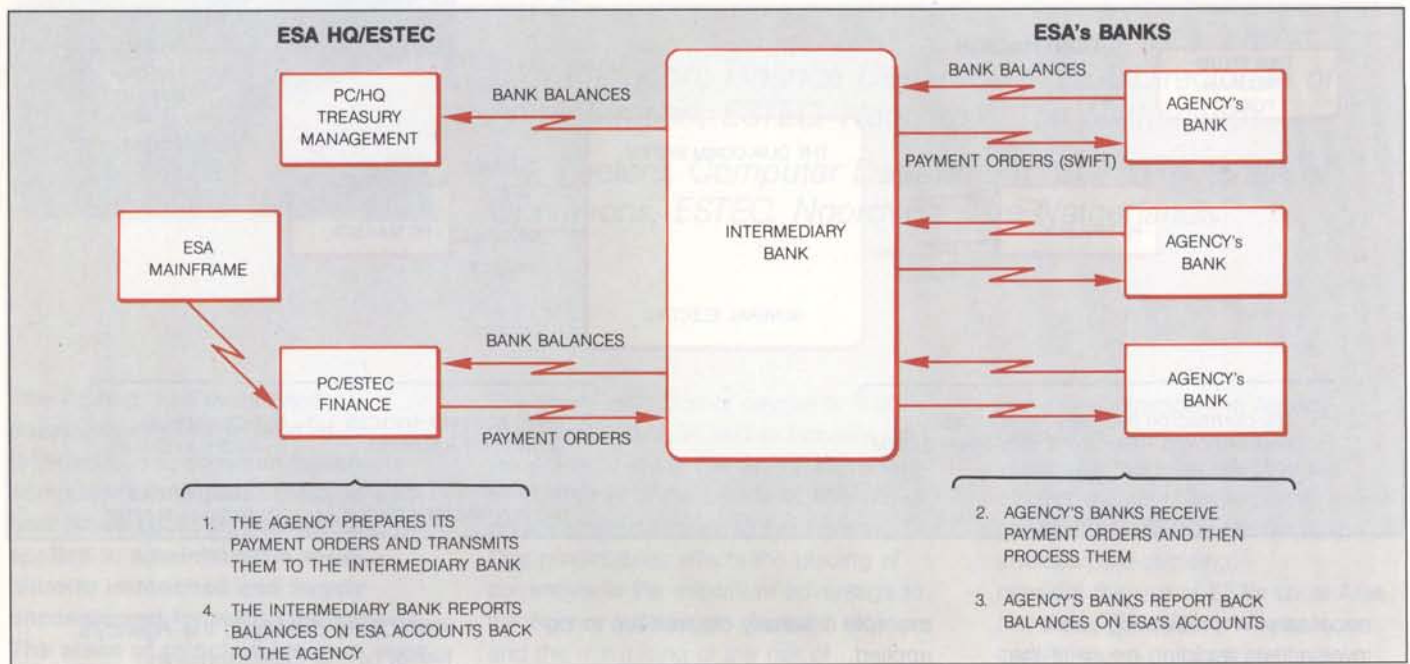 ESA HQ/ESTEC
ESA's BANKS
PC/HQ
TREASURY
MANAGEMENT
BANK BALANCES
BANK BALANCES
AGENCY's
BANK
PAYMENT ORDERS (SWIFT)
ESA
MAINFRAME
INTERMEDIARY
BANK
AGENCY's
BANK
PC/ESTEC
FINANCE
BANK BALANCES
PAYMENT ORDERS
AGENCY's
BANK
1. THE AGENCY PREPARES ITS
PAYMENT ORDERS AND TRANSMITS
THEM TO THE INTERMEDIARY BANK
4. THE INTERMEDIARY BANK REPORTS
BALANCES ON ESA ACCOUNTS BACK
TO THE AGENCY
2. AGENCY'S BANKS RECEIVE
PAYMENT ORDERS AND THEN
PROCESS THEM
3. AGENCY'S BANKS REPORT BACK
BALANCES ON ESA'S ACCOUNTS